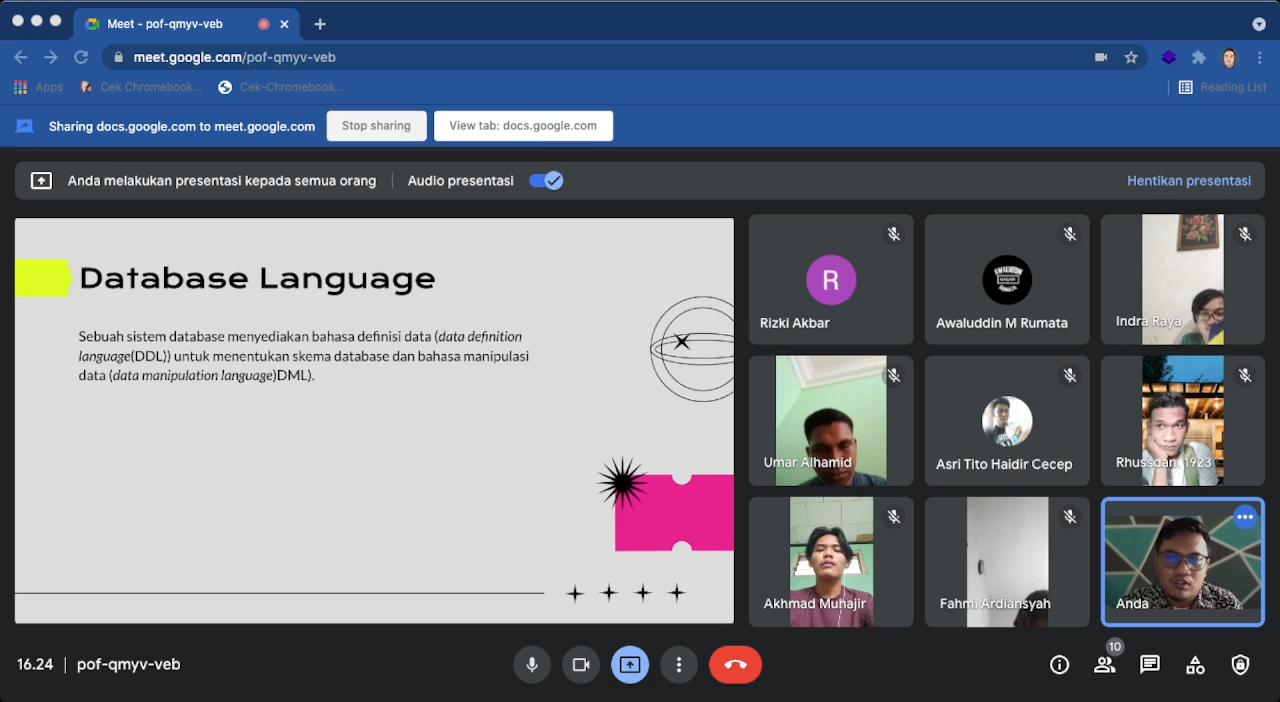 Meet - pof-qmyv-veb
meet.google.com/pof-qmyv-veb
Apps Cek Chromebook... Cek-Chromebook... Reading List
Sharing docs.google.com to meet.google.com Stop sharing View tab: docs.google.com
Anda melakukan presentasi kepada semua orang Audio presentasi Hentikan presentasi
Database Language
Sebuah sistem database menyediakan bahasa definisi data (data definition
language(DDL)) untuk menentukan skema database dan bahasa manipulasi
data (data manipulation language)DML).
R
Rizki Akbar
Awaluddin M Rumata
Indra Raya
Umar Alhamid
Asri Tito Haidir Cecep
Rhussdan. 1923
Akhmad Muhajir
Fahmi Ardiansyah
Anda
16.24 | pof-qmyv-veb
10